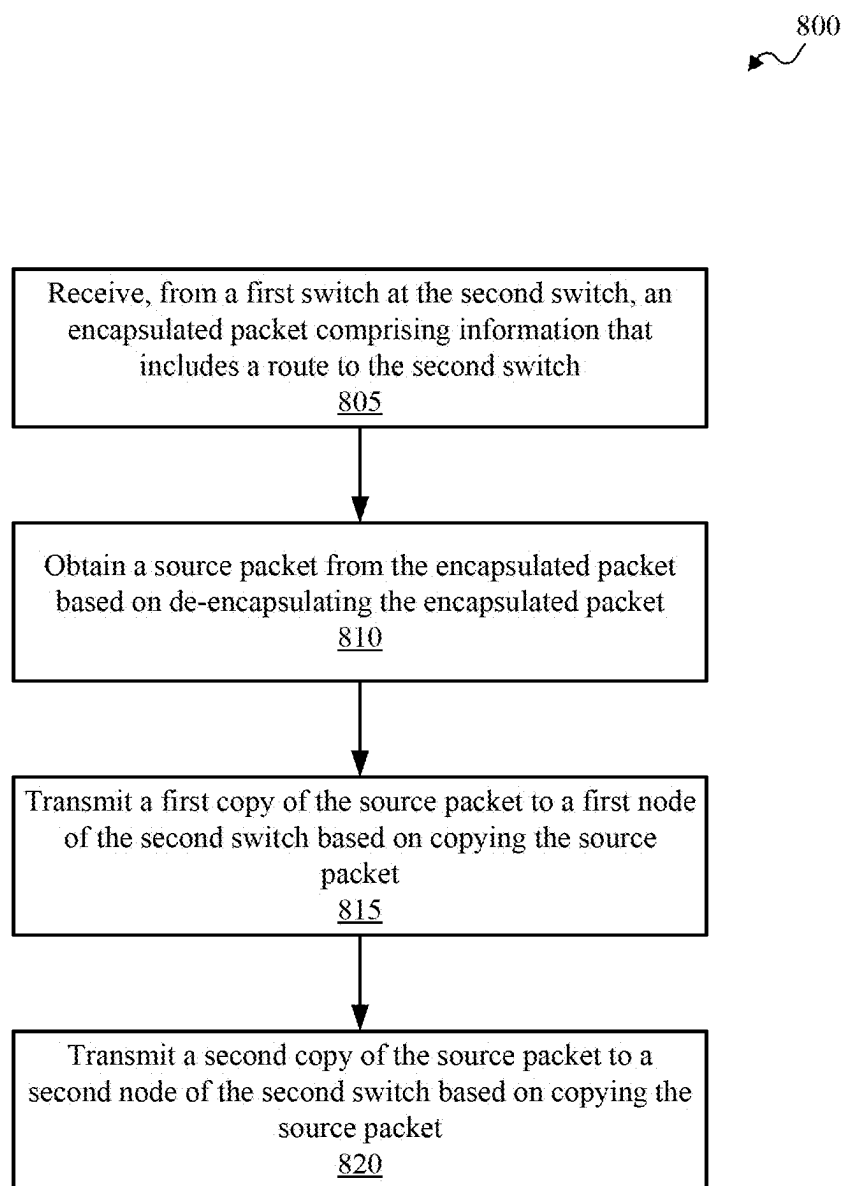 800
Receive, from a first switch at the second switch, an
encapsulated packet comprising information that
includes a route to the second switch
805
Obtain a source packet from the encapsulated packet
based on de-encapsulating the encapsulated packet
810
Transmit a first copy of the source packet to a first node
of the second switch based on copying the source
packet
815
Transmit a second copy of the source packet to a
second node of the second switch based on copying the
source packet
820